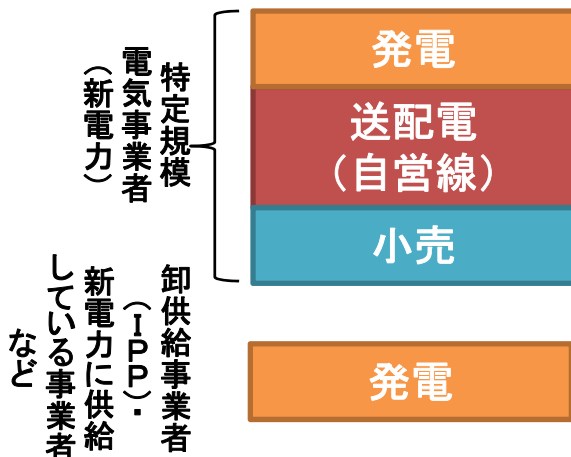 特定規模
電気事業者
（新電力）
発電
送配電
（自営線）
小売
卸供給事業者
（ＩＰＰ）・
新電力に供給
している事業者
など
発電